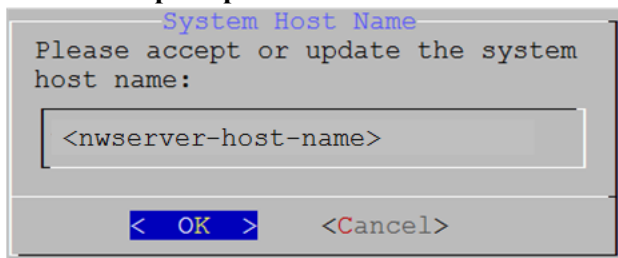 System Host Name
Please accept or update the system
host name:
<nwserver-host-name>
< OK > <Cancel>